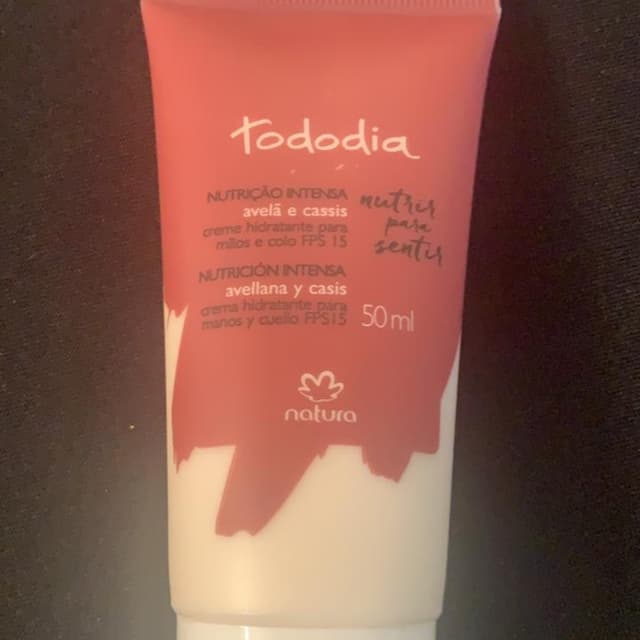 tododia
NUTRIÇÃO INTENSA
avelã e cassis
creme hidratante para
mãos e colo FPS 15
nutrir
para
sentir
NUTRICIÓN INTENSA
avellana y casis
crema hidratante para
manos y cuello FPS15
50 ml
natura